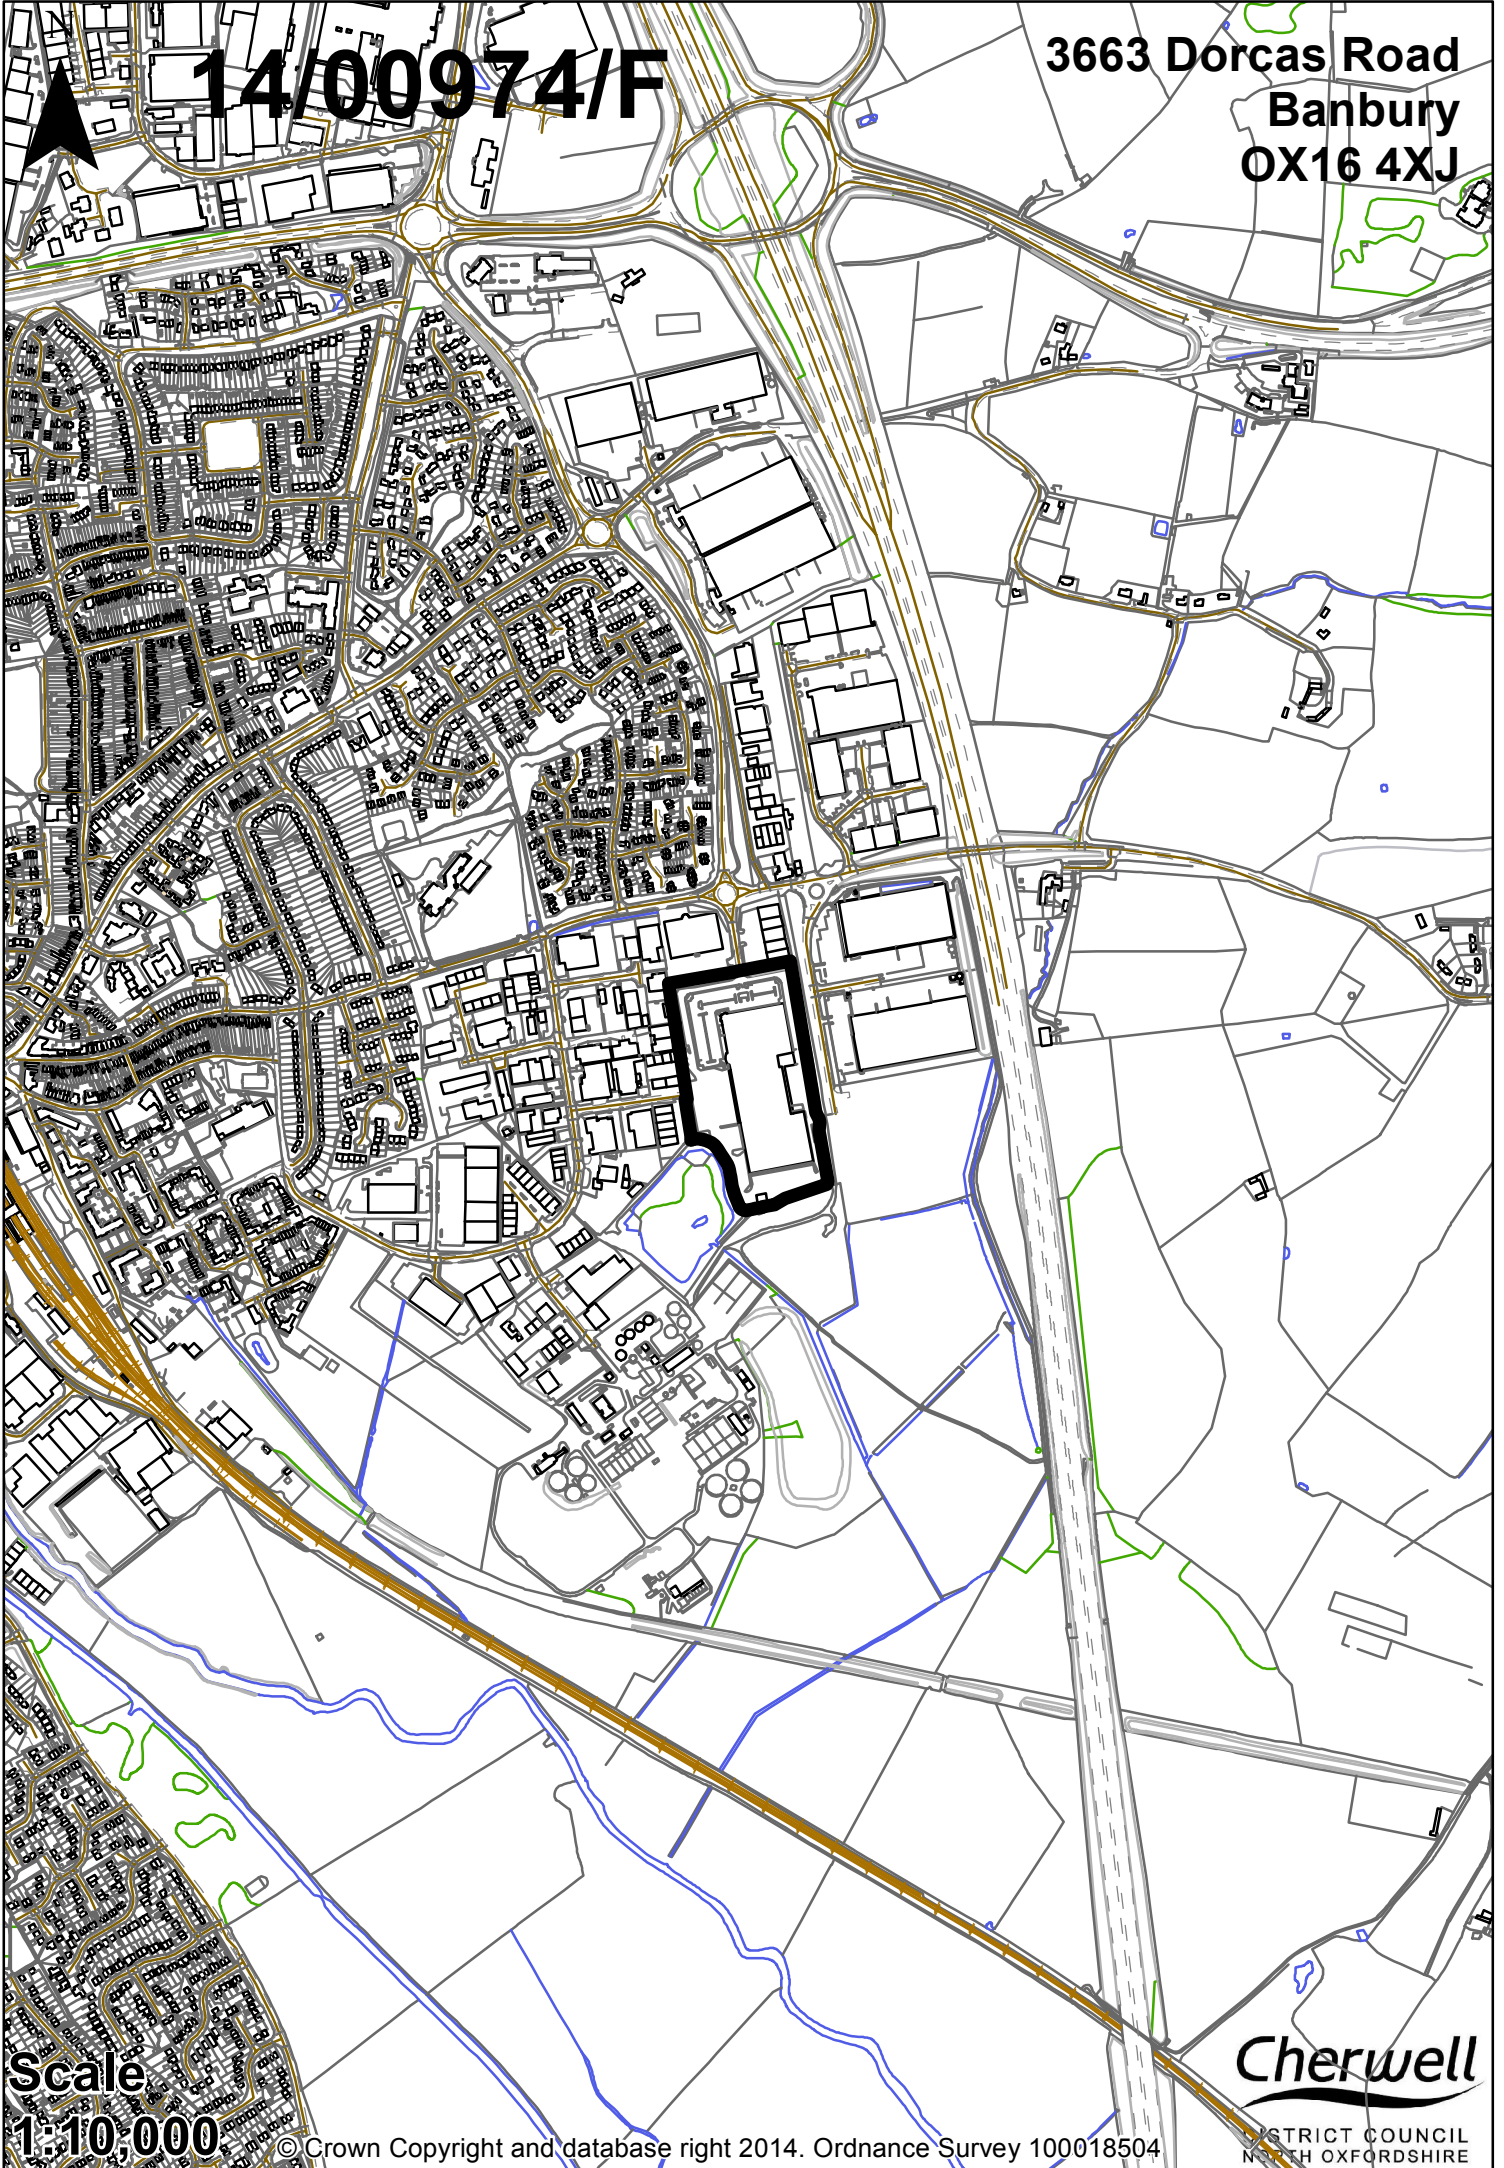 14/00974/F
3663 Dorcas Road
Banbury
OX16 4XJ
N
Scale
1:10,000
© Crown Copyright and database right 2014. Ordnance Survey 100018504
Cherwell
DISTRICT COUNCIL
NORTH OXFORDSHIRE